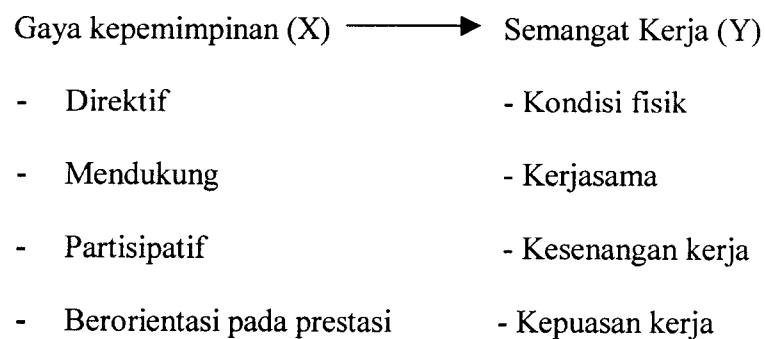 Gaya kepemimpinan (X) Semangat Kerja (Y)
- Direktif - Kondisi fisik
- Mendukung - Kerjasama
- Partisipatif - Kesenangan kerja
- Berorientasi pada prestasi - Kepuasan kerja